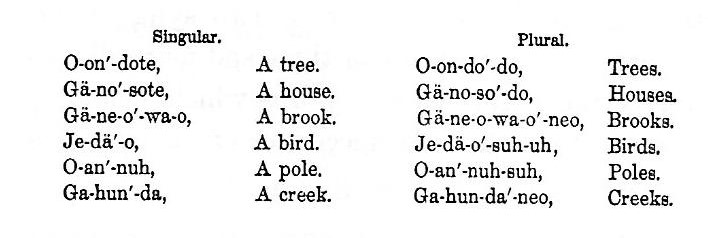 Singular. Plural.
O-on′-dote, A tree. O-on-do′-do, Trees.
Gä-no′-sote, A house. Gä-no-so′-do, Houses.
Gä-ne-o′-wa-o, A brook. Gä-ne-o-wa-o′-neo, Brooks.
Je-dä′-o, A bird. Je-dä-o′-suh-uh, Birds.
O-an′-nuh, A pole. O-an′-nuh-suh, Poles.
Ga-hun′-da, A creek. Ga-hun-da′-neo, Creeks.